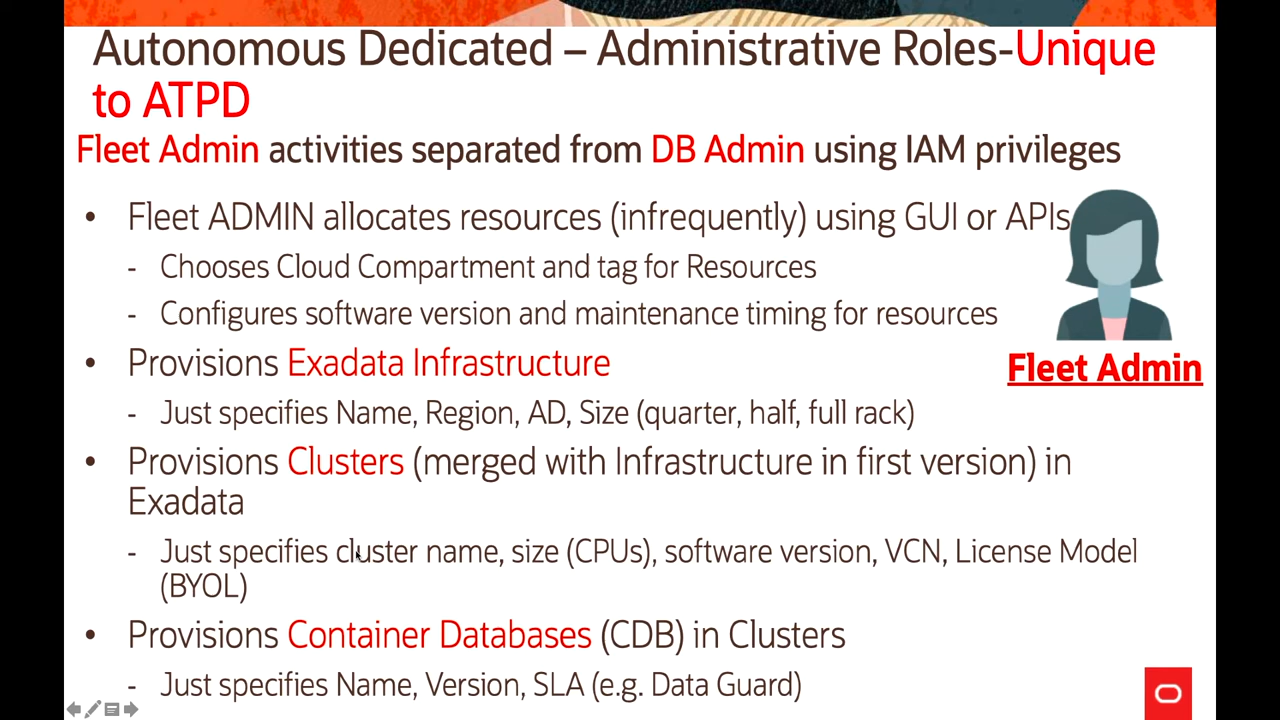 Autonomous Dedicated – Administrative Roles-Unique
to ATPD
Fleet Admin activities separated from DB Admin using IAM privileges
• Fleet ADMIN allocates resources (infrequently) using GUI or APIs
- Chooses Cloud Compartment and tag for Resources
- Configures software version and maintenance timing for resources
Fleet Admin
• Provisions Exadata Infrastructure
- Just specifies Name, Region, AD, Size (quarter, half, full rack)
• Provisions Clusters (merged with Infrastructure in first version) in
Exadata
- Just specifies cluster name, size (CPUs), software version, VCN, License Model
(BYOL)
• Provisions Container Databases (CDB) in Clusters
- Just specifies Name, Version, SLA (e.g. Data Guard)